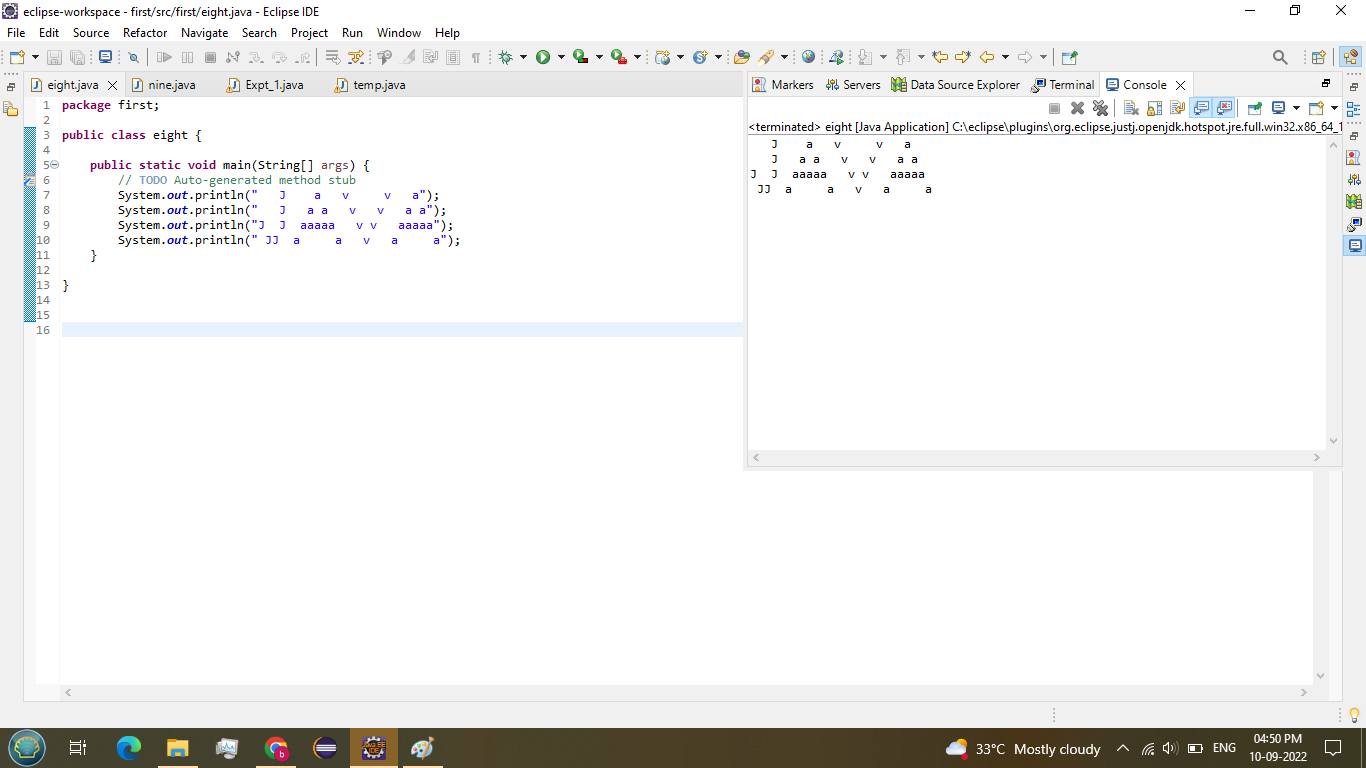 eclipse-workspace - first/src/first/eight.java - Eclipse IDE
File Edit Source Refactor Navigate Search Project Run Window Help
eight.java nine.java Expt_1.java temp.java
1 package first;
2
3 public class eight {
4
5 public static void main(String[] args) {
6 // TODO Auto-generated method stub
7 System.out.println("   J    a   v     v   a");
8 System.out.println("   J   a a   v   v   a a");
9 System.out.println("J  J  aaaaa   v v   aaaaa");
10 System.out.println(" JJ  a     a   v   a     a");
11 }
12
13 }
14
15
16
Markers Servers Data Source Explorer Terminal Console
<terminated> eight [Java Application] C:\eclipse\plugins\org.eclipse.justj.openjdk.hotspot.jre.full.win32.x86_64_1
   J    a   v     v   a
   J   a a   v   v   a a
J  J  aaaaa   v v   aaaaa
 JJ  a     a   v   a     a
33°C Mostly cloudy ENG 04:50 PM
10-09-2022